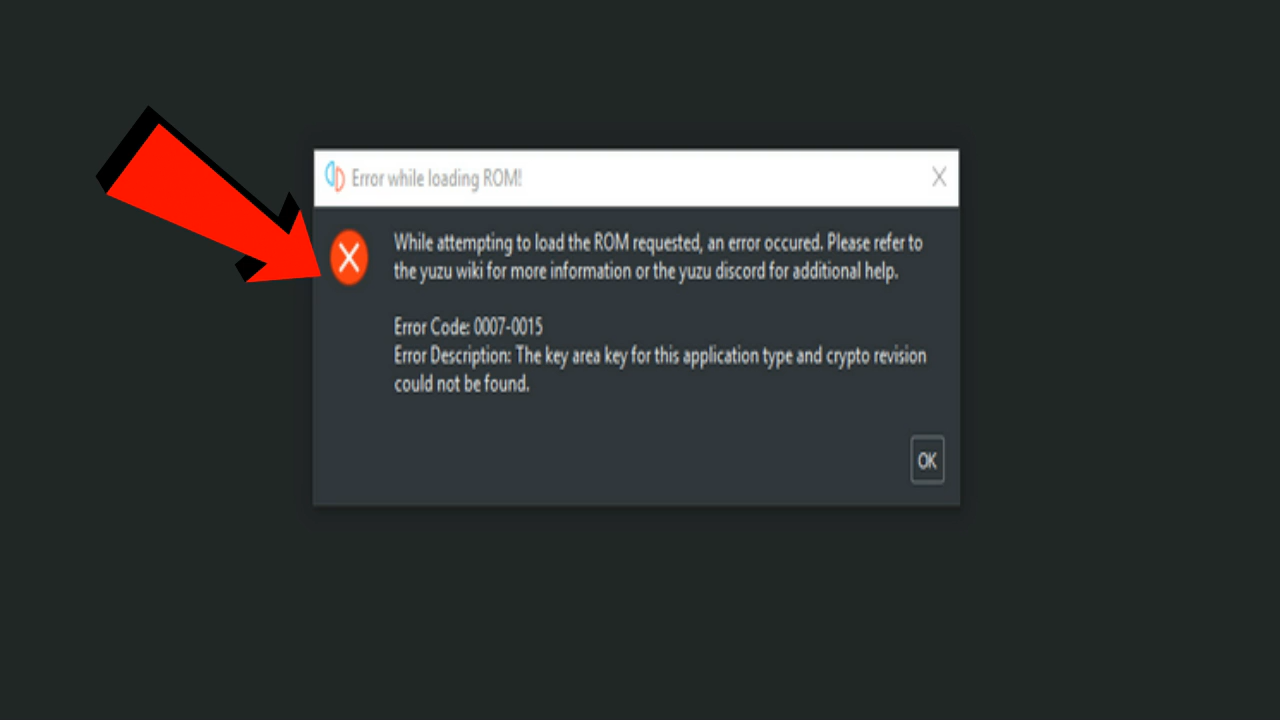 Error while loading ROM!
While attempting to load the ROM requested, an error occured. Please refer to
the yuzu wiki for more information or the yuzu discord for additional help.
Error Code: 0007-0015
Error Description: The key area key for this application type and crypto revision
could not be found.
OK